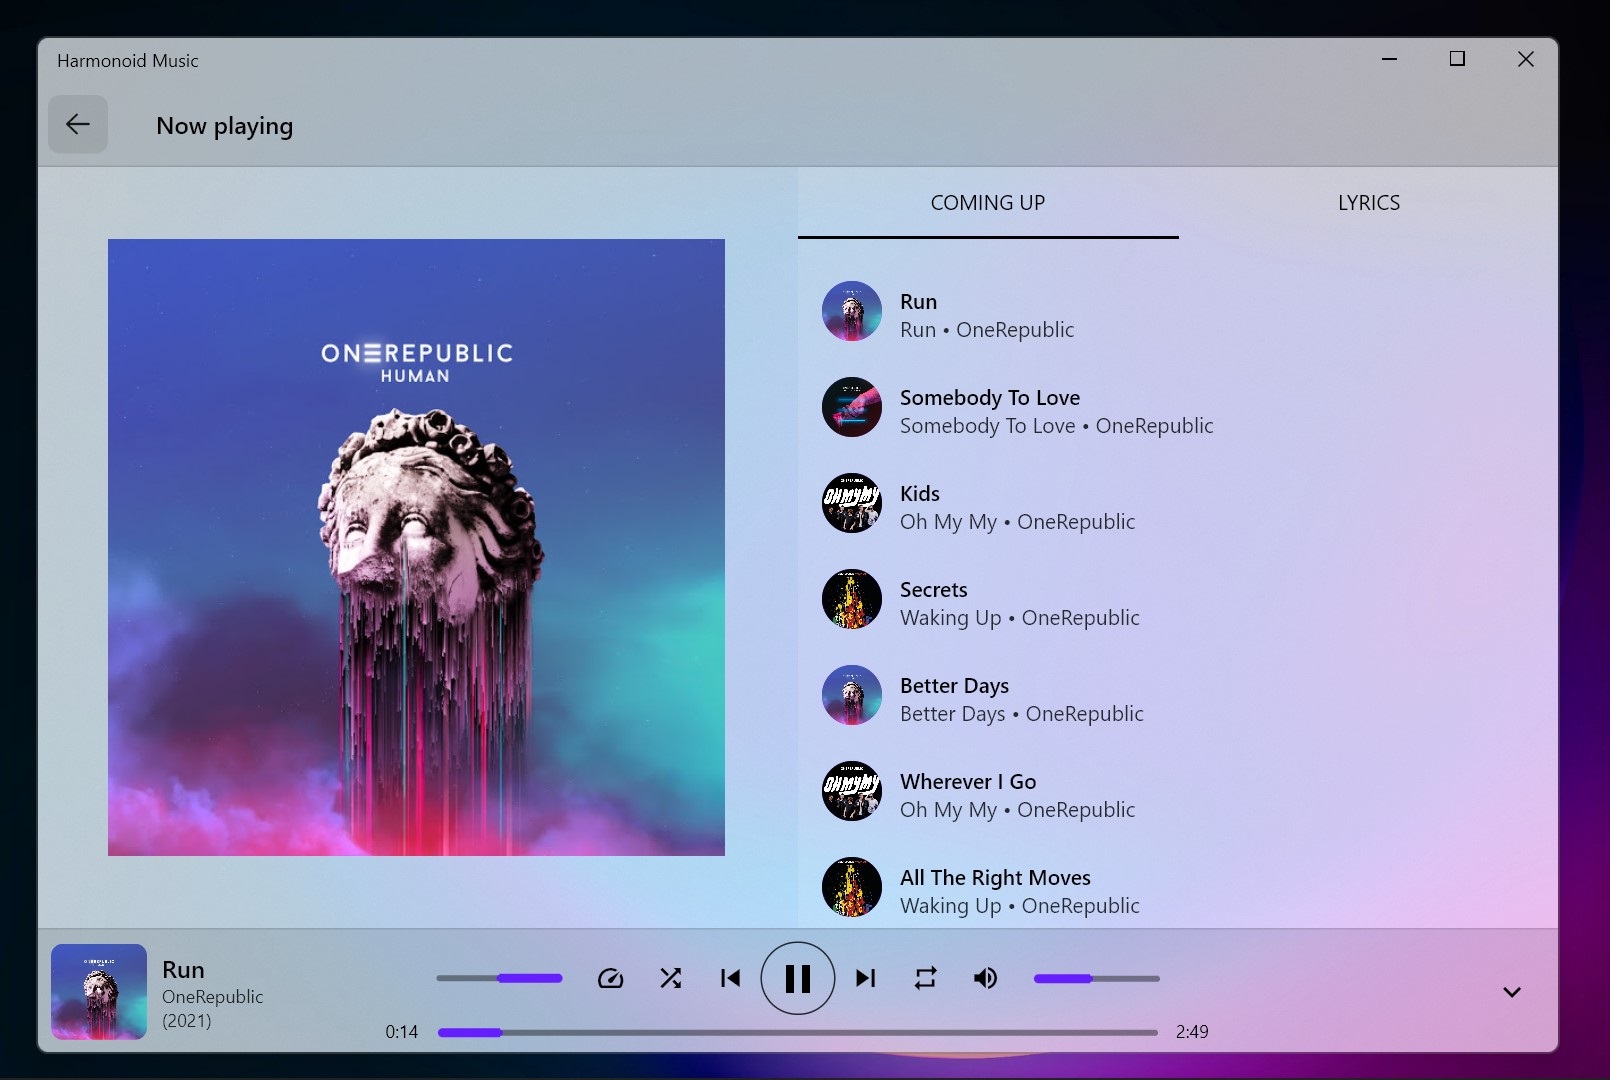 Harmonoid Music
Now playing
COMING UP
LYRICS
ONEREPUBLIC
HUMAN
Run
Run • OneRepublic
Somebody To Love
Somebody To Love • OneRepublic
OHMYMY
Kids
Oh My My • OneRepublic
Secrets
Waking Up • OneRepublic
Better Days
Better Days • OneRepublic
OHMYMY
Wherever I Go
Oh My My • OneRepublic
All The Right Moves
Waking Up • OneRepublic
Run
OneRepublic
(2021)
0:14
2:49